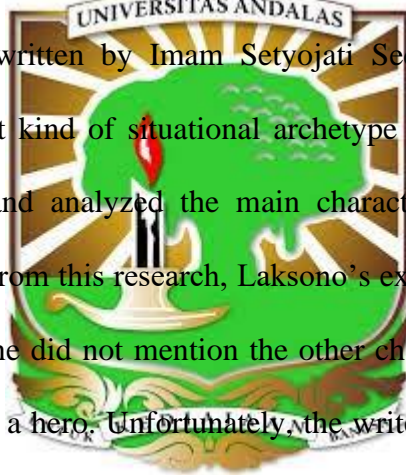 UNIVERSITAS ANDALAS
written by Imam Setyojati Se
t kind of situational archetype
and analyzed the main charact
rom this research, Laksono's ex
he did not mention the other ch
a hero. Unfortunately, the write